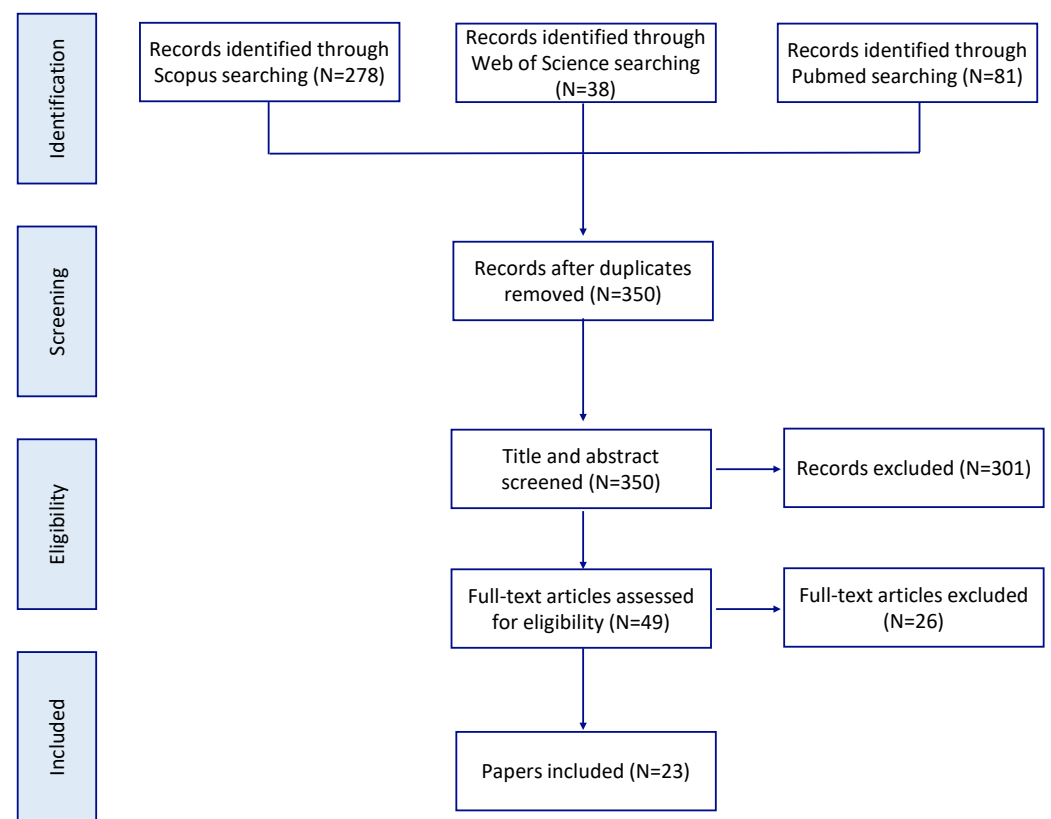 Identification
Records identified through
Scopus searching (N=278)
Records identified through
Web of Science searching
(N=38)
Records identified through
Pubmed searching (N=81)
Screening
Records after duplicates
removed (N=350)
Eligibility
Title and abstract
screened (N=350)
Records excluded (N=301)
Full-text articles assessed
for eligibility (N=49)
Full-text articles excluded
(N=26)
Included
Papers included (N=23)